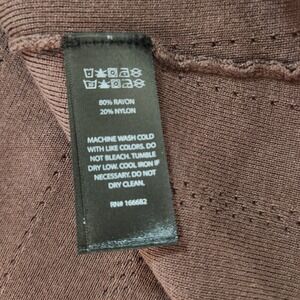 80% RAYON
20% NYLON
MACHINE WASH COLD
WITH LIKE COLORS. DO
NOT BLEACH. TUMBLE
DRY LOW. COOL IRON IF
NECESSARY. DO NOT
DRY CLEAN.
RN# 166682